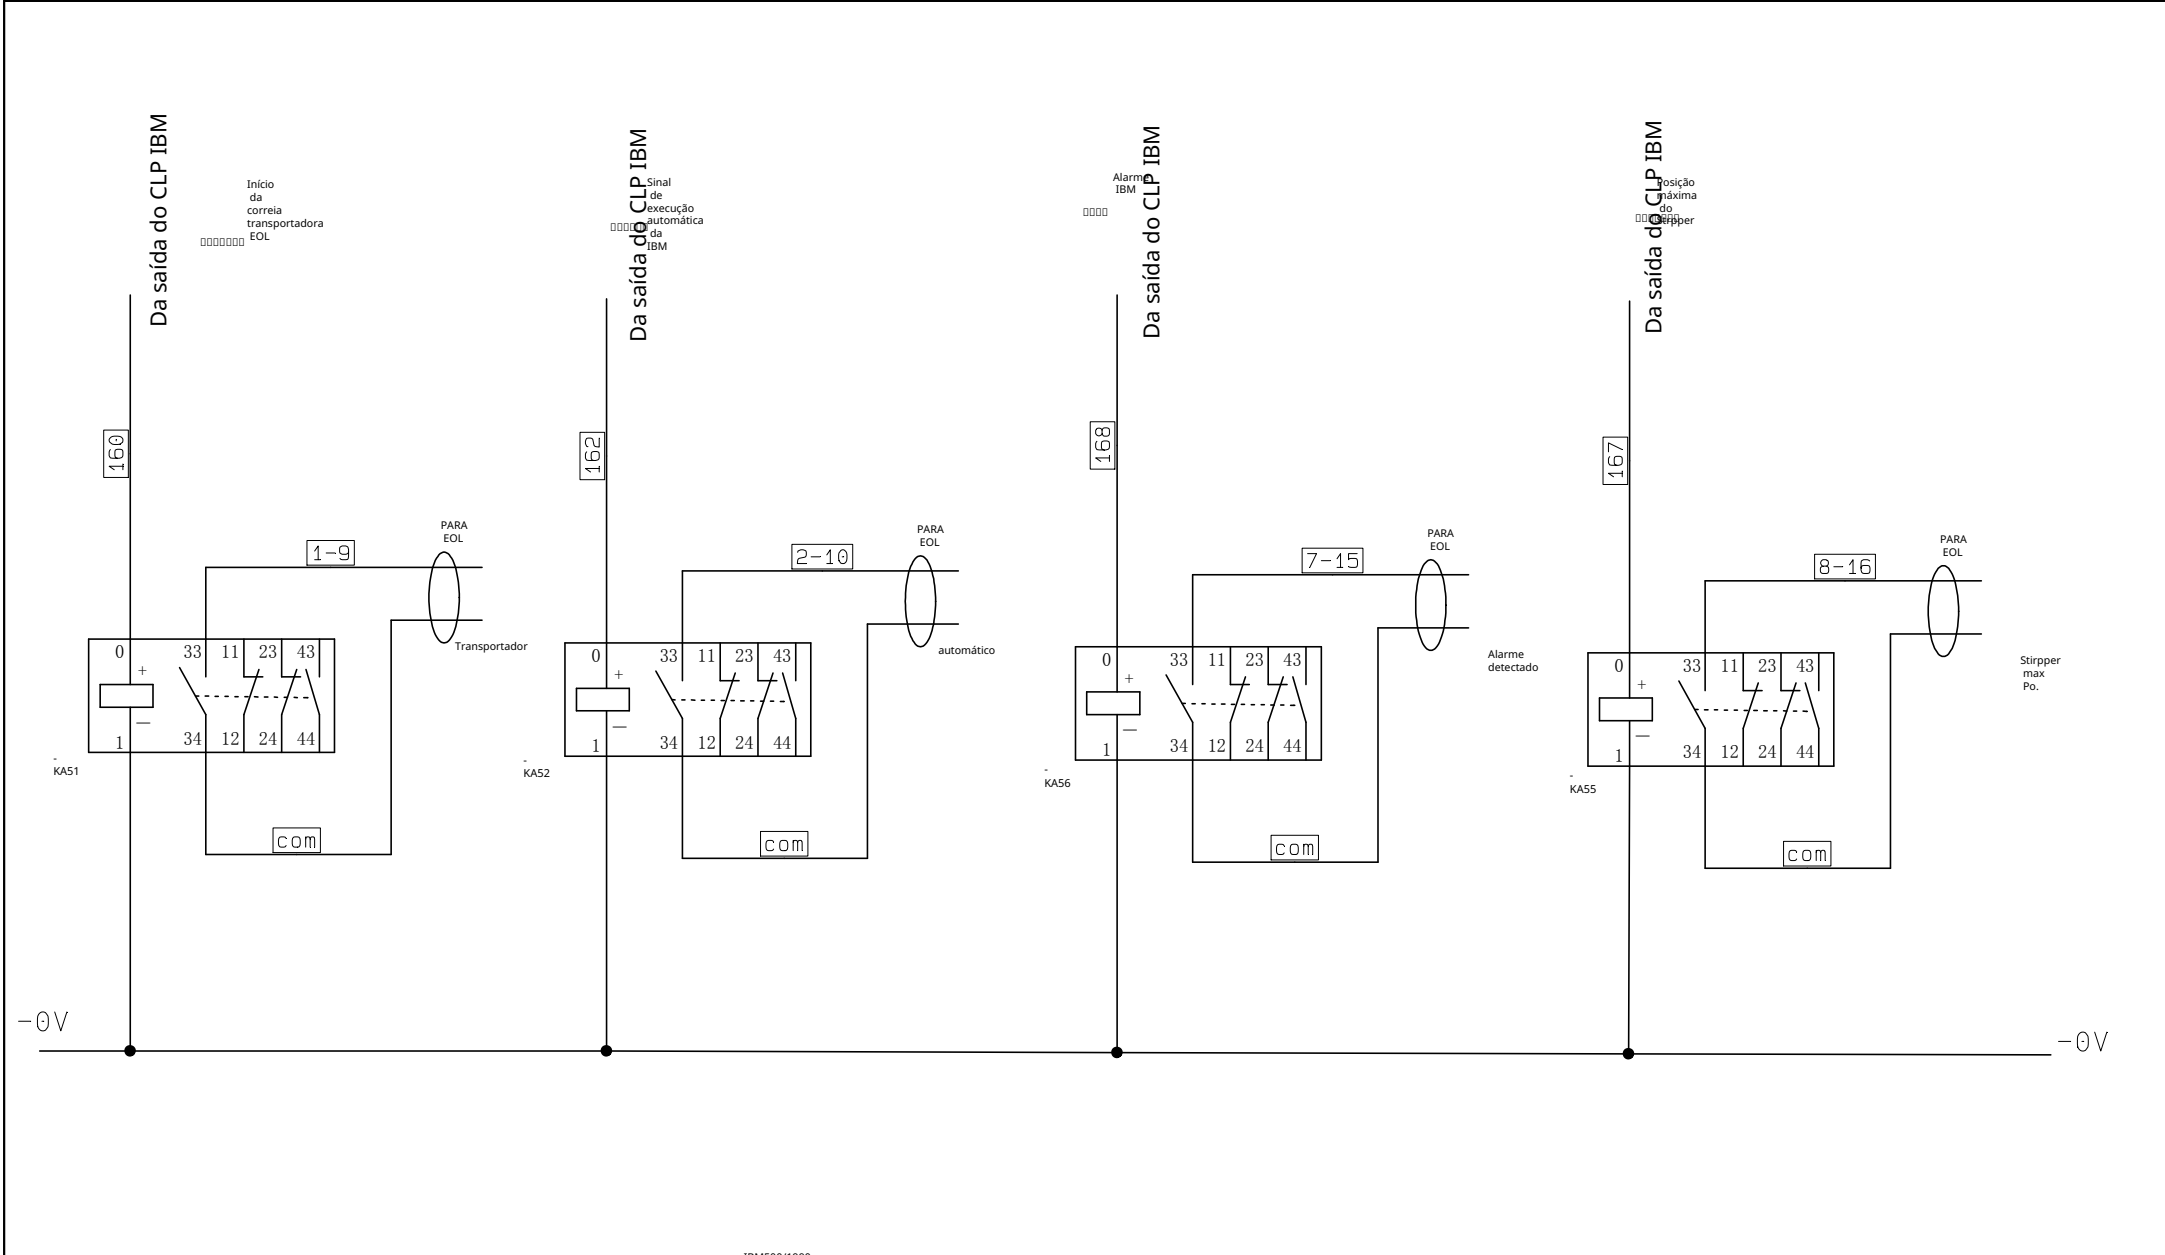 Da saída do CLP IBM
Início
da
correia
transportadora
EOL
160
1-9
PARA
EOL
Transportador
0
33
11
23
43
+
−
1
34
12
24
44
-
KA51
com
Da saída do CLP IBM
Sinal
de
execução
automática
da
IBM
162
2-10
PARA
EOL
automático
0
33
11
23
43
+
−
1
34
12
24
44
-
KA52
com
Da saída do CLP IBM
Alarme
IBM
168
7-15
PARA
EOL
Alarme
detectado
0
33
11
23
43
+
−
1
34
12
24
44
-
KA56
com
Da saída do CLP IBM
Posição
máxima
do
167
8-16
PARA
EOL
Stirpper
max
Po.
0
33
11
23
43
+
−
1
34
12
24
44
-
KA55
com
-0V
-0V